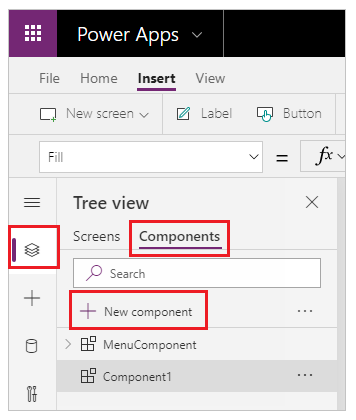 Power Apps
File Home Insert View
New screen Label Button
Fill = fx
Tree view
Screens Components
Search
+ New component ...
MenuComponent
Component1